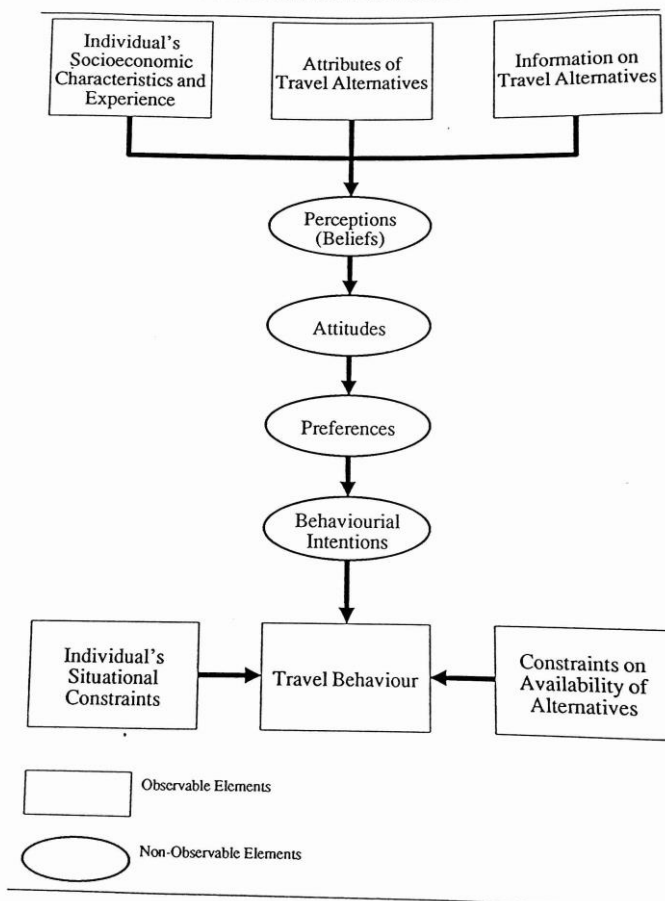 Individual's
Socioeconomic
Characteristics and
Experience
Attributes of
Travel Alternatives
Information on
Travel Alternatives
Perceptions
(Beliefs)
Attitudes
Preferences
Behaviourial
Intentions
Individual's
Situational
Constraints
Travel Behaviour
Constraints on
Availability of
Alternatives
Observable Elements
Non-Observable Elements